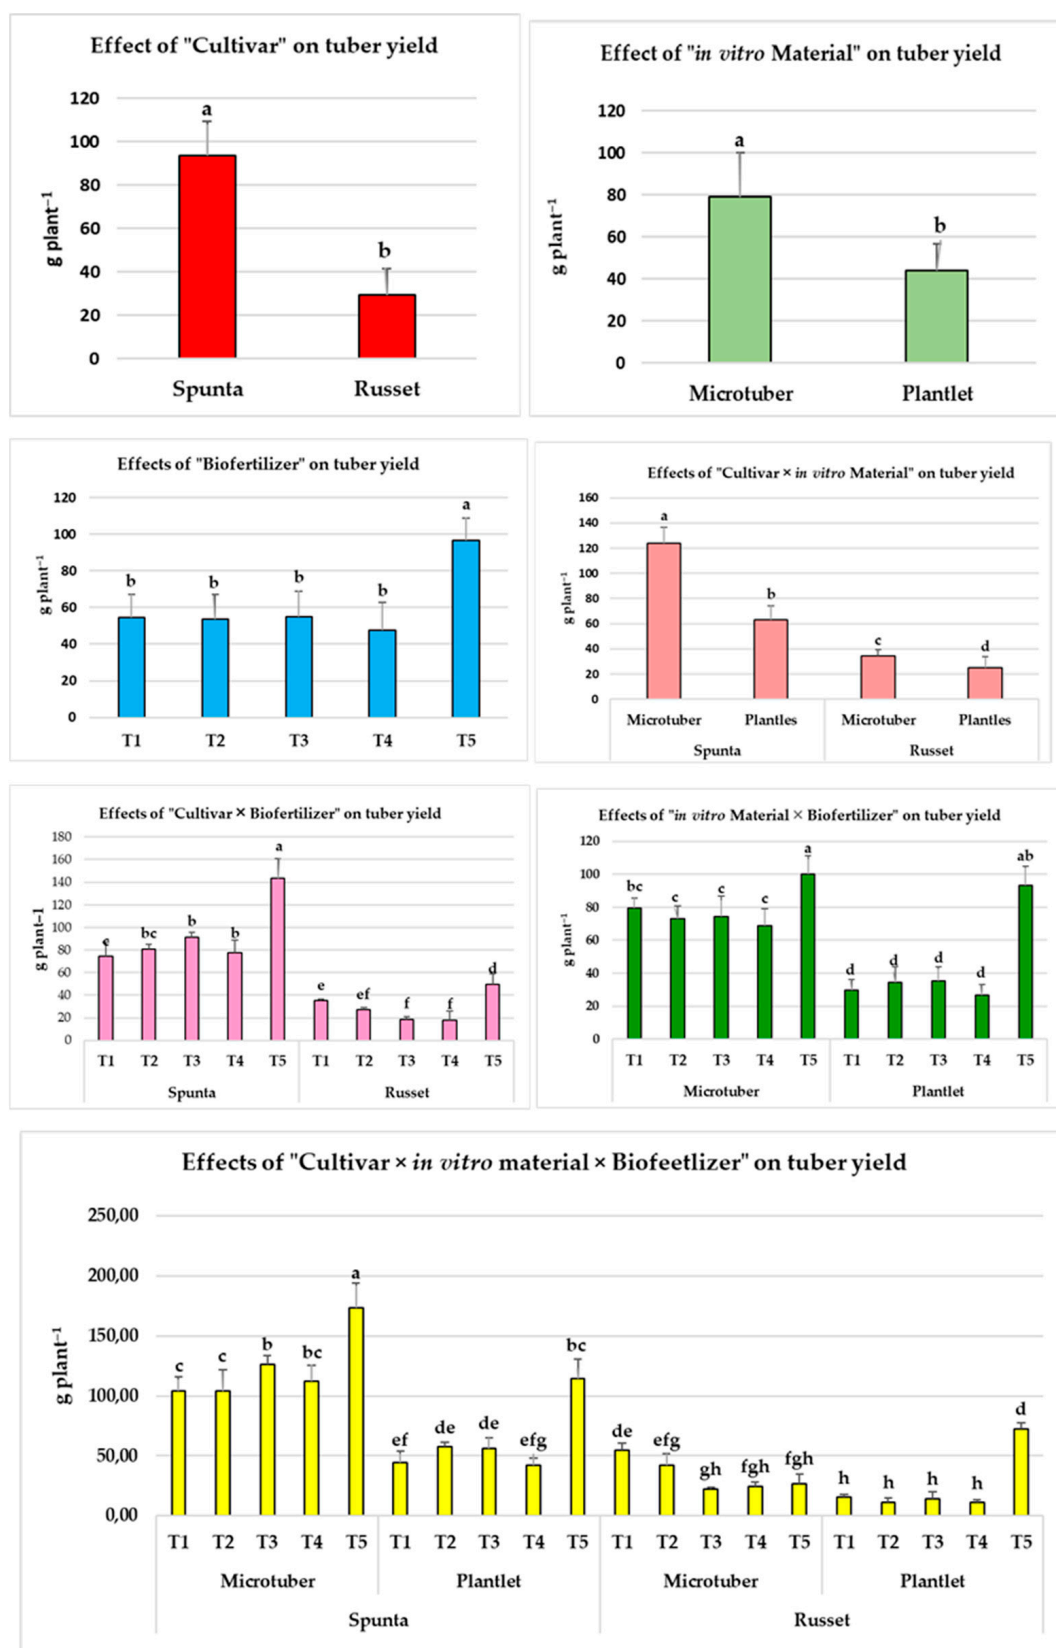 Effect of "Cultivar" on tuber yield
g plant⁻¹
120
100
80
60
40
20
0
a
b
Spunta Russet
Effect of "in vitro Material" on tuber yield
g plant⁻¹
120
100
80
60
40
20
0
a
b
Microtuber Plantlet
Effects of "Biofertilizer" on tuber yield
g plant⁻¹
120
100
80
60
40
20
0
b b b b a
T1 T2 T3 T4 T5
Effects of "Cultivar × in vitro Material" on tuber yield
g plant⁻¹
160
140
120
100
80
60
40
20
0
a b c d
Microtuber Plantles Microtuber Plantles
Spunta Russet
Effects of "Cultivar × Biofertilizer" on tuber yield
g plant−1
180
160
140
120
100
80
60
40
20
0
c bc b b a e ef f f d
T1 T2 T3 T4 T5 T1 T2 T3 T4 T5
Spunta Russet
Effects of "in vitro Material × Biofertilizer" on tuber yield
g plant⁻¹
120
100
80
60
40
20
0
bc c c c a d d d d ab
T1 T2 T3 T4 T5 T1 T2 T3 T4 T5
Microtuber Plantlet
Effects of "Cultivar × in vitro material × Biofeetlizer" on tuber yield
g plant⁻¹
250,00
200,00
150,00
100,00
50,00
0,00
c c b bc a ef de de efg bc de efg gh fgh fgh h h h h d
T1 T2 T3 T4 T5 T1 T2 T3 T4 T5 T1 T2 T3 T4 T5 T1 T2 T3 T4 T5
Microtuber Plantlet Microtuber Plantlet
Spunta Russet